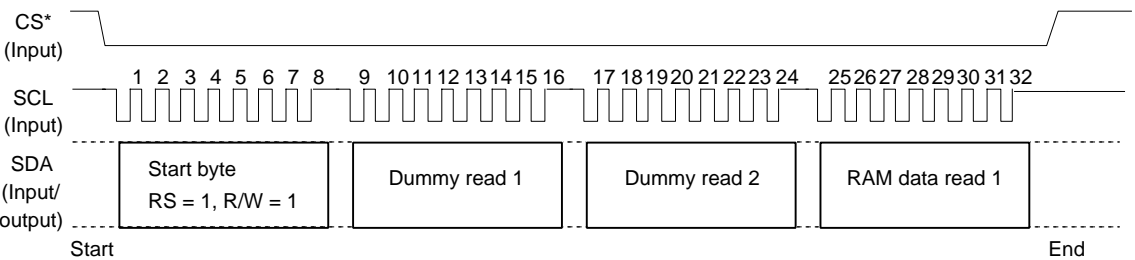 CS*
(Input)
1 2 3 4 5 6 7 8 9 10 11 12 13 14 15 16 17 18 19 20 21 22 23 24 25 26 27 28 29 30 31 32
SCL
(Input)
SDA
(Input/
output)
Start byte
RS = 1, R/W = 1
Dummy read 1
Dummy read 2
RAM data read 1
Start
End